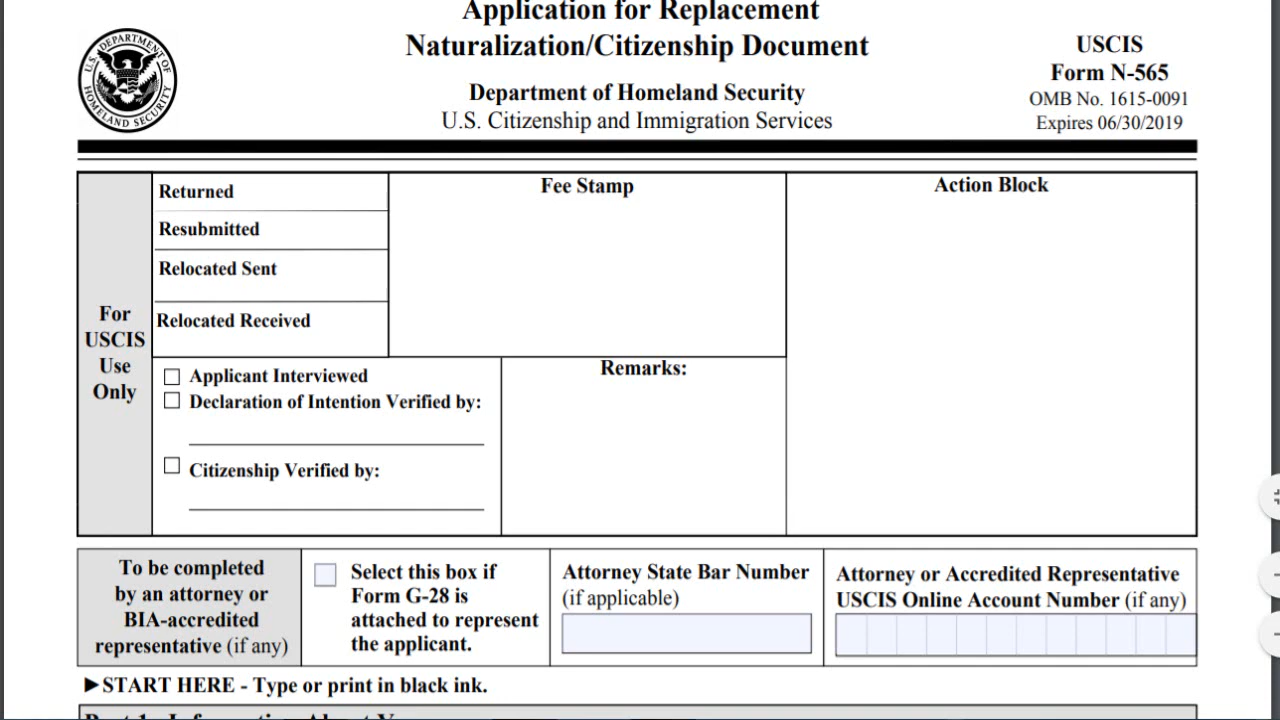 Application for Replacement
Naturalization/Citizenship Document
Department of Homeland Security
U.S. Citizenship and Immigration Services
USCIS
Form N-565
OMB No. 1615-0091
Expires 06/30/2019
U.S. DEPARTMENT OF
HOMELAND SECURITY
For
USCIS
Use
Only
Returned
Resubmitted
Relocated Sent
Relocated Received
Fee Stamp
Action Block
Applicant Interviewed
Declaration of Intention Verified by:
Citizenship Verified by:
Remarks:
To be completed
by an attorney or
BIA-accredited
representative (if any)
Select this box if
Form G-28 is
attached to represent
the applicant.
Attorney State Bar Number
(if applicable)
Attorney or Accredited Representative
USCIS Online Account Number (if any)
►START HERE - Type or print in black ink.